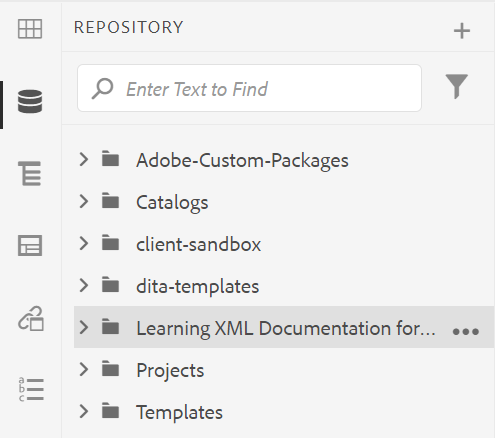 REPOSITORY
Enter Text to Find
Adobe-Custom-Packages
Catalogs
client-sandbox
dita-templates
Learning XML Documentation for...
Projects
Templates
a
b
c